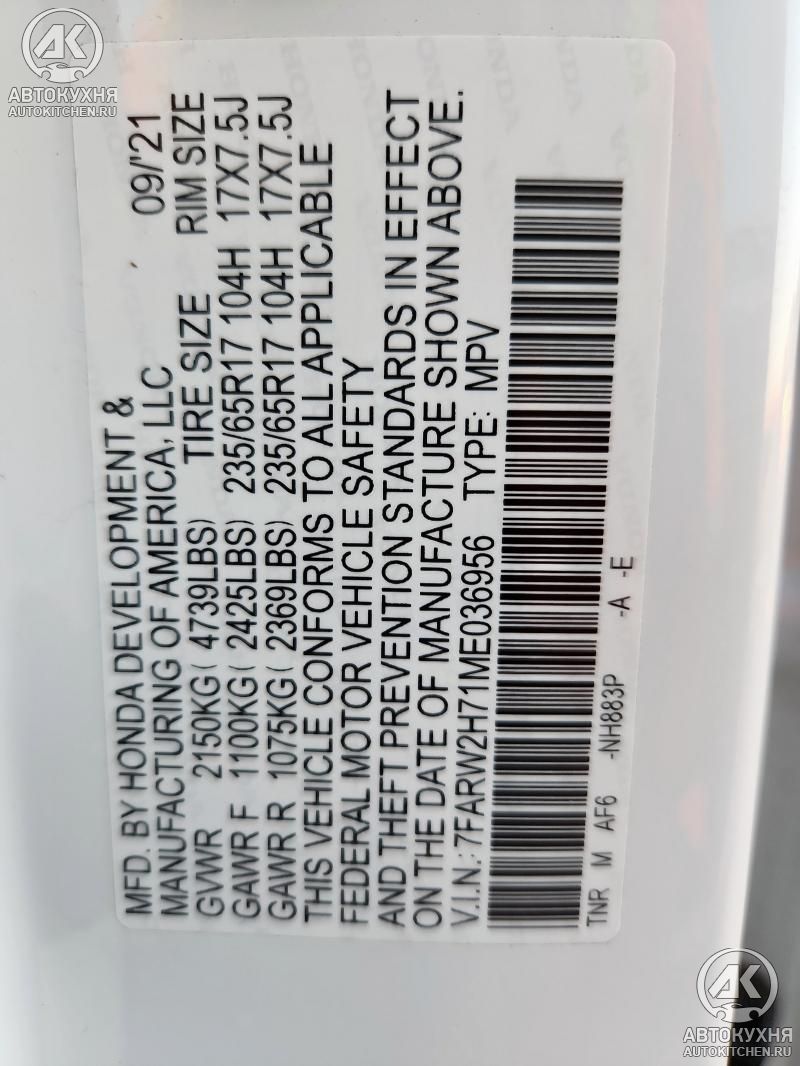 АВТОКУХНЯ
AUTOKITCHEN.RU
MFD. BY HONDA DEVELOPMENT & 09/'21
MANUFACTURING OF AMERICA, LLC
GVWR 2150KG( 4739LBS) TIRE SIZE RIM SIZE
GAWR F 1100KG( 2425LBS) 235/65R17 104H 17X7.5J
GAWR R 1075KG( 2369LBS) 235/65R17 104H 17X7.5J
THIS VEHICLE CONFORMS TO ALL APPLICABLE
FEDERAL MOTOR VEHICLE SAFETY
AND THEFT PREVENTION STANDARDS IN EFFECT
ON THE DATE OF MANUFACTURE SHOWN ABOVE.
V.I.N.: 7FARW2H71ME036956 TYPE: MPV
TNR M AF6 -NH883P -A -E
АВТОКУХНЯ
AUTOKITCHEN.RU